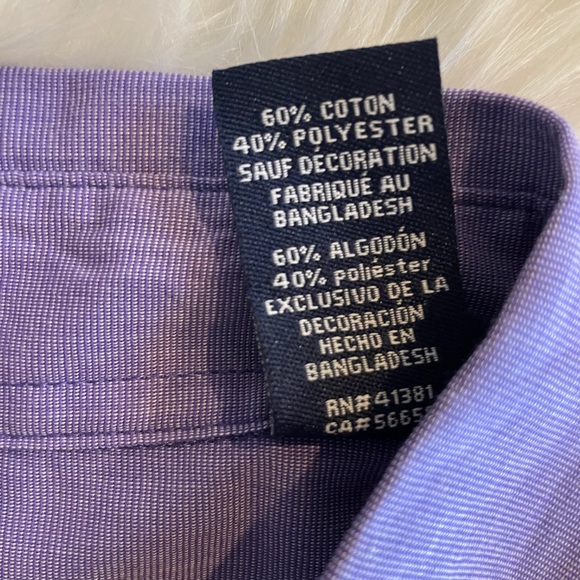 60% COTON
40% POLYESTER
SAUF DÉCORATION
FABRIQUÉ AU
BANGLADESH
60% ALGODÓN
40% Poliéster
EXCLUSIVO DE LA
DECORACIÓN
HECHO EN
BANGLADESH
RN#41381